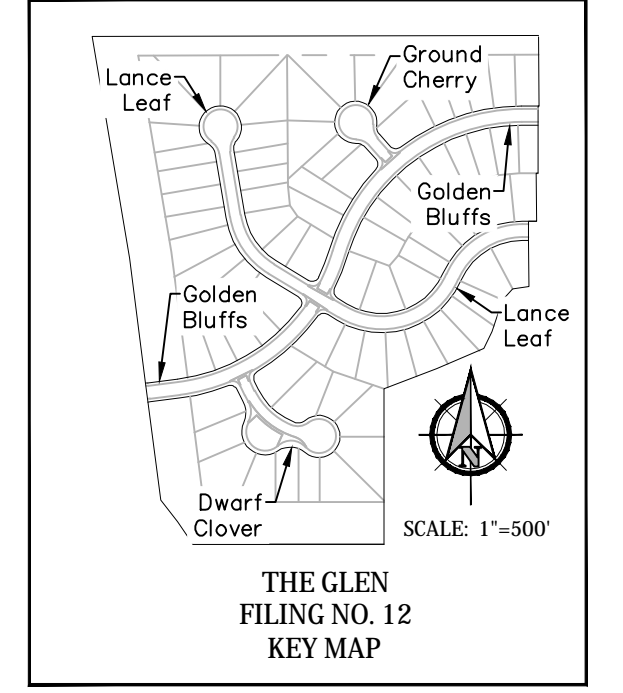 Ground
Cherry
Lance
Leaf
Golden
Bluffs
Golden
Bluffs
Lance
Leaf
N
Dwarf
Clover
SCALE: 1"=500'
THE GLEN
FILING NO. 12
KEY MAP